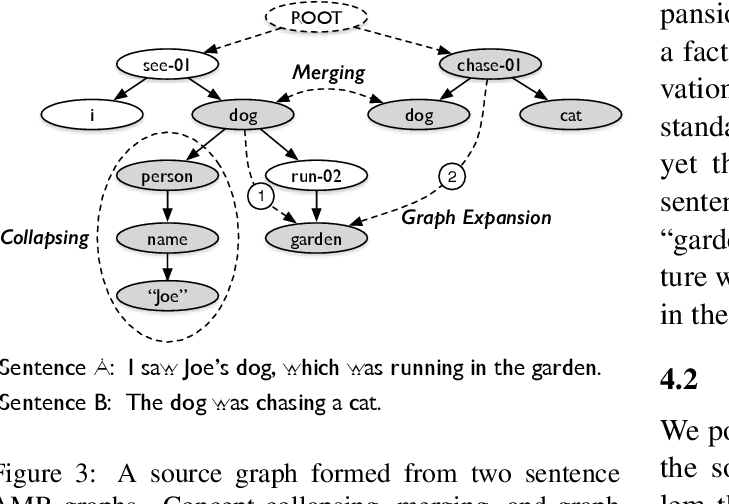 ROOT
see-01
chase-01
Merging
i
dog
dog
cat
person
run-02
1
2
Graph Expansion
Collapsing
name
garden
“Joe”
Sentence A: I saw Joe's dog, which was running in the garden.
Sentence B: The dog was chasing a cat.
Figure 3: A source graph formed from two sentence
AMR graphs. Concept collapsing, merging, and graph
pansio
a fact
vation
standa
yet th
senten
“garde
ture w
in the
4.2
We po
the so
lem th